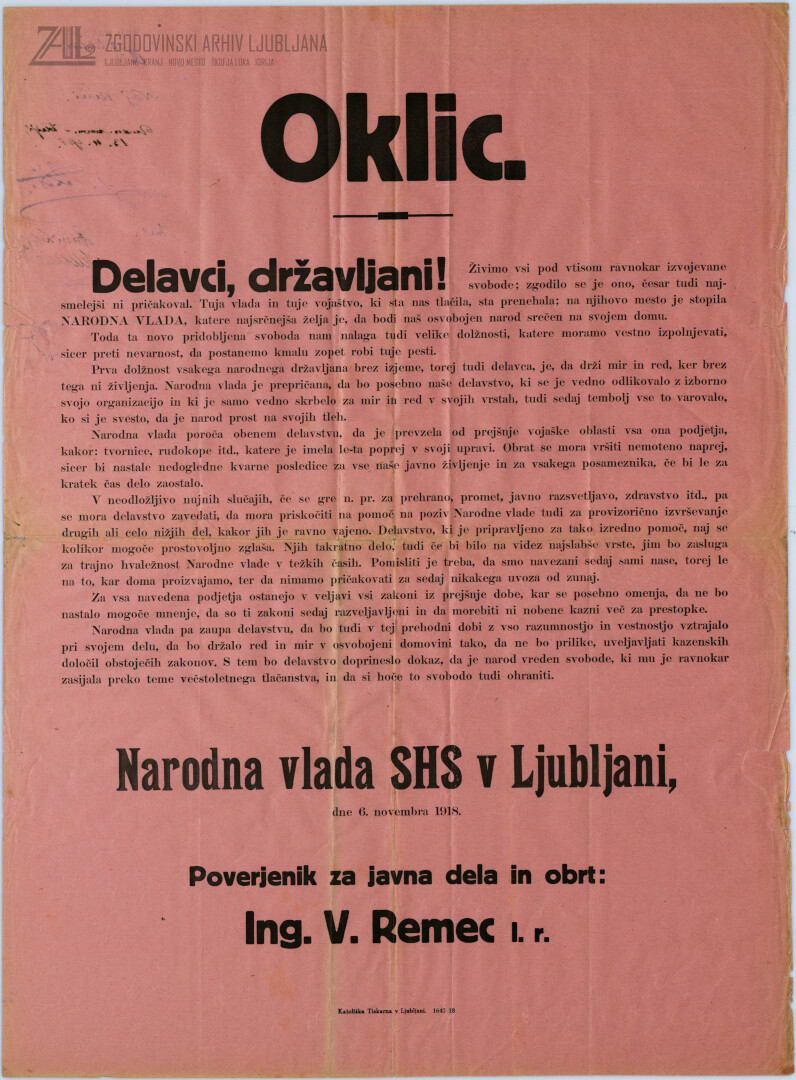 ZAL ZGODOVINSKI ARHIV LJUBLJANA
LJUBLJANA KRANJ NOVO MESTO ŠKOFJA LOKA IDRIJA
Oklic.
Delavci, državljani! Živimo vsi pod vtisom ravnokar izvojevane
svobode; zgodilo se je ono, česar tudi naj-
smelejši ni pričakoval. Tuja vlada in tuje vojaštvo, ki sta nas tlačila, sta prenehala; na njihovo mesto je stopila
NARODNA VLADA, katere najsrčnejša želja je, da bodi naš osvobojen narod srečen na svojem domu.
Toda ta novo pridobljena svoboda nam nalaga tudi velike dolžnosti, katere moramo vestno izpolnjevati,
sicer preti nevarnost, da postanemo kmalu zopet robi tuje pesti.
Prva dolžnost vsakega narodnega državljana brez izjeme, torej tudi delavca, je, da drži mir in red, ker brez
tega ni življenja. Narodna vlada je prepričana, da bo posebno naše delavstvo, ki se je vedno odlikovalo z izborno
svojo organizacijo in ki je samo vedno skrbelo za mir in red v svojih vrstah, tudi sedaj tembolj vse to varovalo,
ko si je svesto, da je narod prost na svojih tleh.
Narodna vlada poroča obenem delavstvu, da je prevzela od prejšnje vojaške oblasti vsa ona podjetja,
kakor: tvornice, rudokope itd., katere je imela le-ta poprej v svoji upravi. Obrat se mora vršiti nemoteno naprej,
sicer bi nastale nedogledne kvarne posledice za vse naše javno življenje in za vsakega posameznika, če bi le za
kratek čas delo zaostalo.
V neodložljivo nujnih slučajih, če se gre n. pr. za prehrano, promet, javno razsvetljavo, zdravstvo itd., pa
se mora delavstvo zavedati, da mora priskočiti na pomoč na poziv Narodne vlade tudi za provizorično izvrševanje
drugih ali celo nižjih del, kakor jih je ravno vajeno. Delavstvo, ki je pripravljeno za tako izredno pomoč, naj se
kolikor mogoče prostovoljno zglaša. Njih takratno delo, tudi če bi bilo na videz najslabše vrste, jim bo zasluga
za trajno hvaležnost Narodne vlade v težkih časih. Pomisliti je treba, da smo navezani sedaj sami nase, torej le
na to, kar doma proizvajamo, ter da nimamo pričakovati za sedaj nikakega uvoza od zunaj.
Za vsa navedena podjetja ostanejo v veljavi vsi zakoni iz prejšnje dobe, kar se posebno omenja, da ne bo
nastalo mogoče mnenje, da so ti zakoni sedaj razveljavljeni in da morebiti ni nobene kazni več za prestopke.
Narodna vlada pa zaupa delavstvu, da bo tudi v tej prehodni dobi z vso razumnostjo in vestnostjo vztrajalo
pri svojem delu, da bo držalo red in mir v osvobojeni domovini tako, da ne bo prilike, uveljavljati kazenskih
določil obstoječih zakonov. S tem bo delavstvo doprineslo dokaz, da je narod vreden svobode, ki mu je ravnokar
zasijala preko teme večstoletnega tlačanstva, in da si hoče to svobodo tudi ohraniti.
Narodna vlada SHS v Ljubljani,
dne 6. novembra 1918.
Poverjenik za javna dela in obrt:
Ing. V. Remec l. r.
Katoliška Tiskarna v Ljubljani. 1645 18